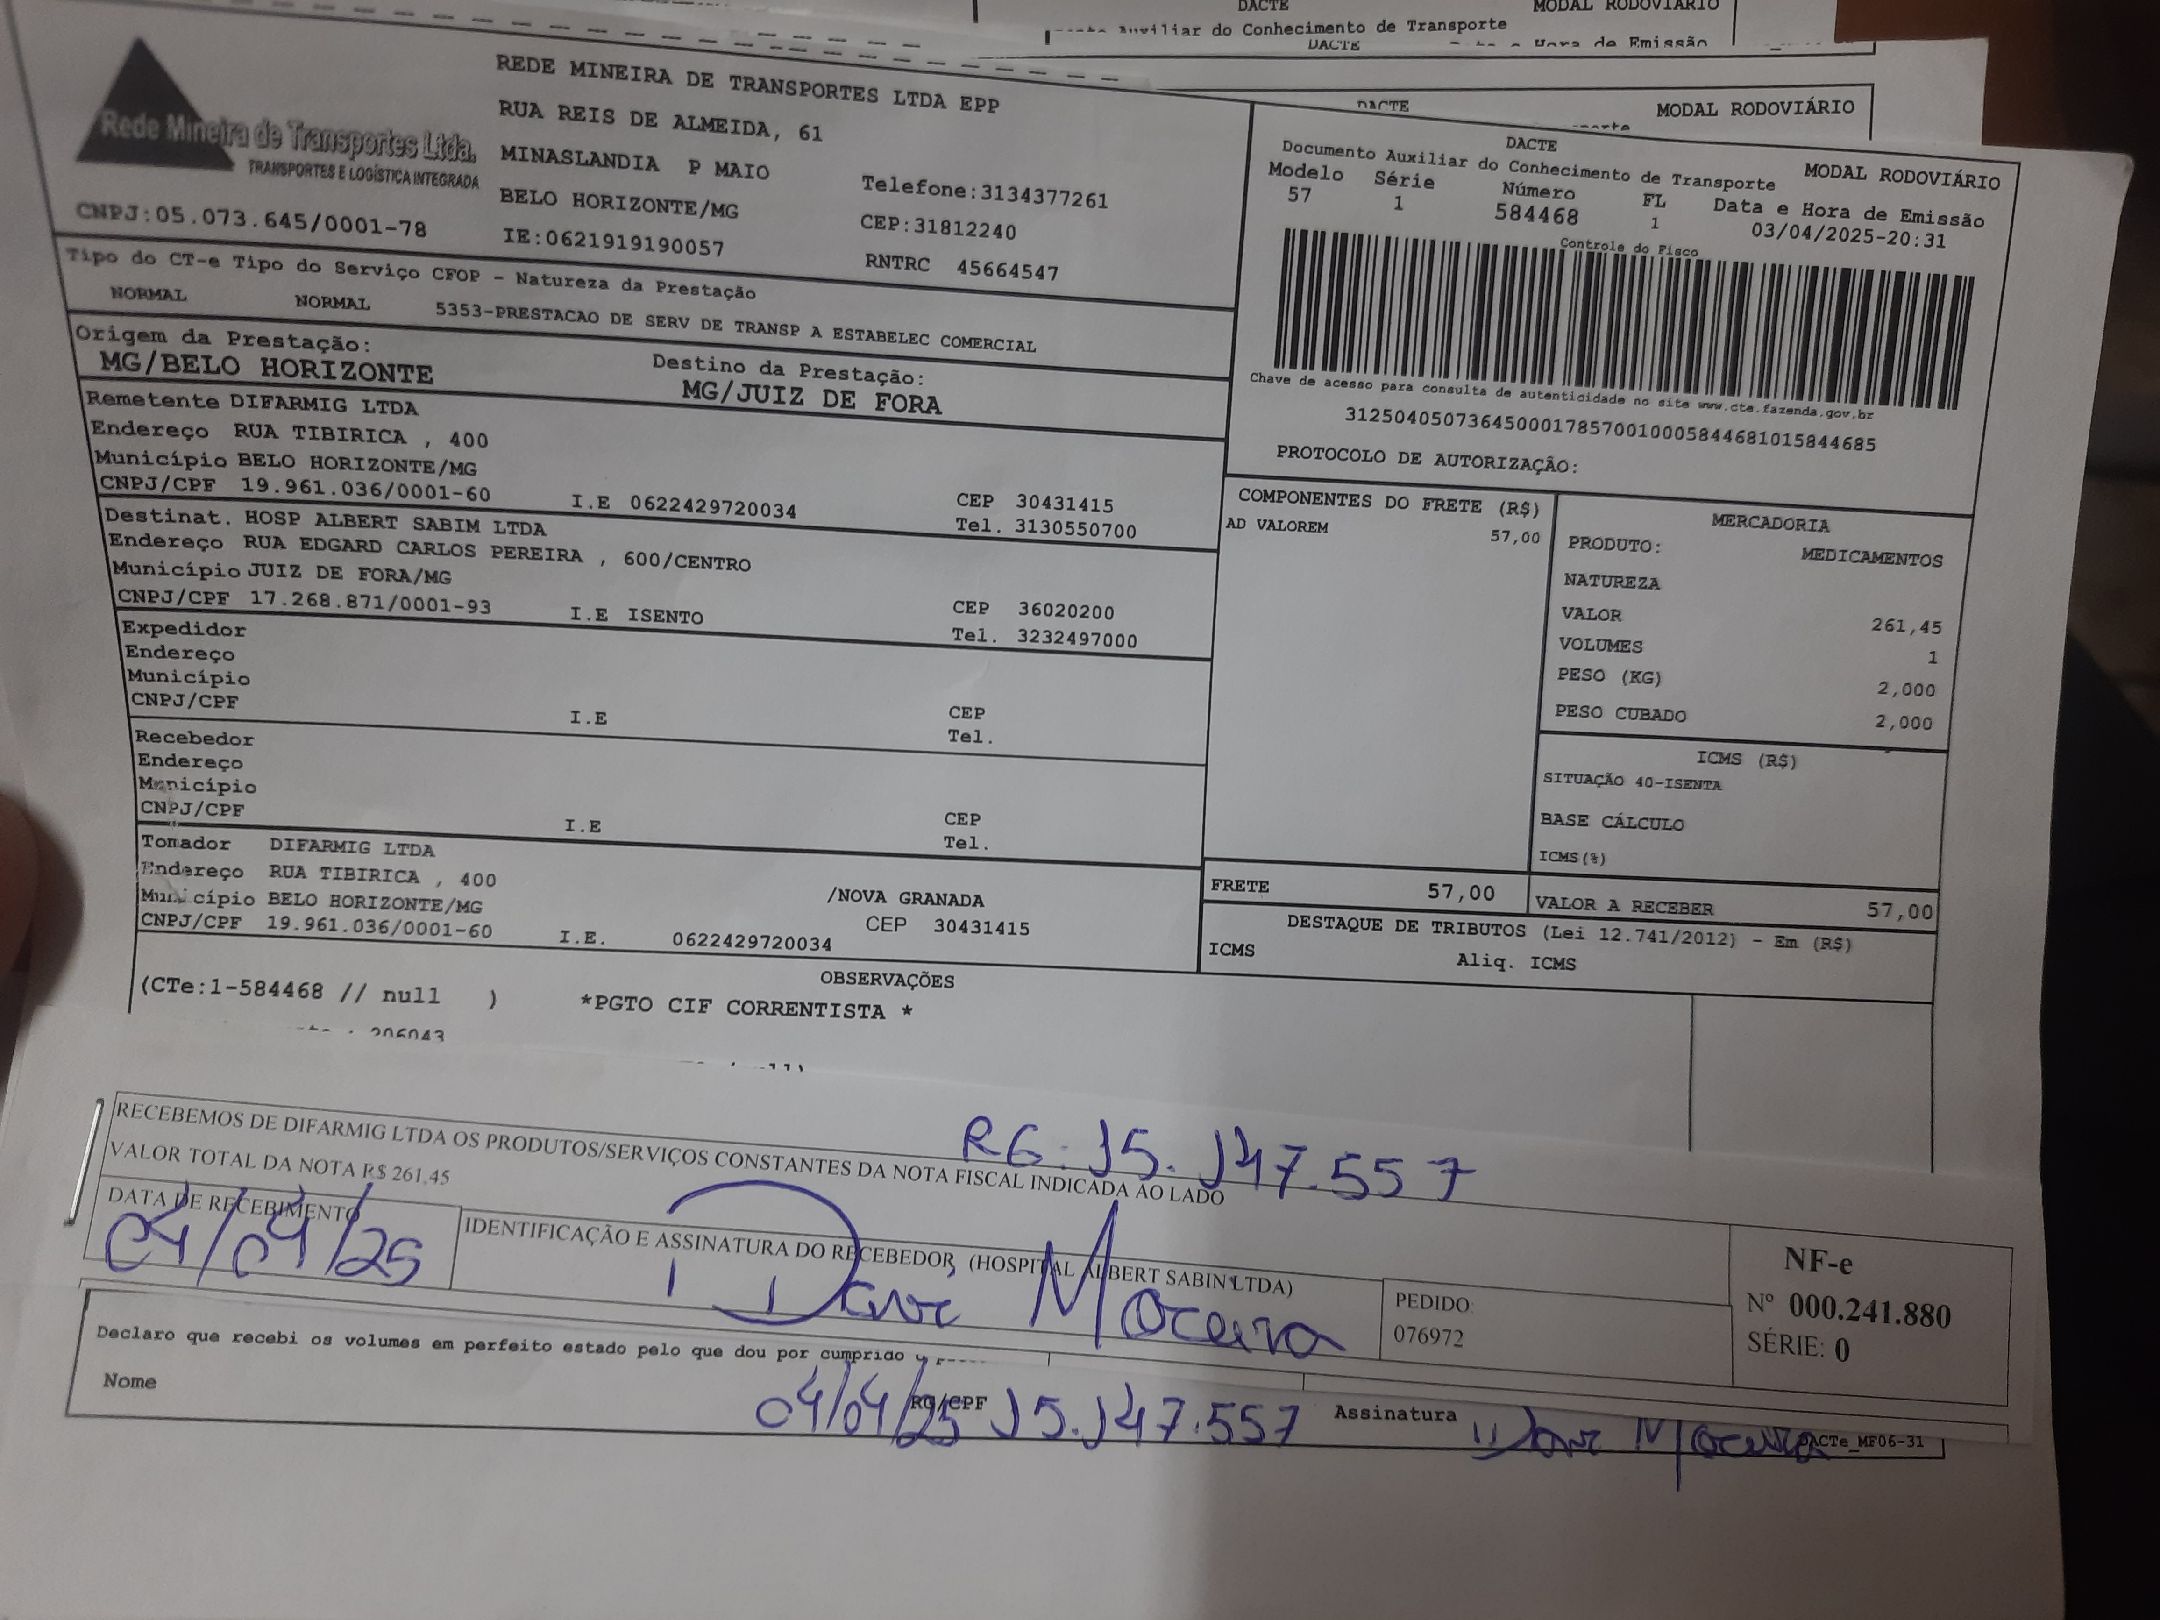 DACTE
MODAL RODOVIÁRIO
Auxiliar do Conhecimento de Transporte
DACTE
Hora de Emissão
DACTE
MODAL RODOVIÁRIO
Rede Mineira de Transportes Ltda.
TRANSPORTES E LOGÍSTICA INTEGRADA
CNPJ:05.073.645/0001-78
REDE MINEIRA DE TRANSPORTES LTDA EPP
RUA REIS DE ALMEIDA, 61
MINASLANDIA P MAIO
BELO HORIZONTE/MG
IE:0621919190057
Telefone:3134377261
CEP:31812240
RNTRC 45664547
DACTE
Documento Auxiliar do Conhecimento de Transporte
MODAL RODOVIÁRIO
Modelo Série Número FL Data e Hora de Emissão
57 1 584468 1 03/04/2025-20:31
Controle do Fisco
Chave de acesso para consulta de autenticidade no site www.cte.fazenda.gov.br
31250405073645000178570010005844681015844685
PROTOCOLO DE AUTORIZAÇÃO:
Tipo do CT-e Tipo do Serviço CFOP - Natureza da Prestação
NORMAL NORMAL 5353-PRESTACAO DE SERV DE TRANSP A ESTABELEC COMERCIAL
Origem da Prestação: Destino da Prestação:
MG/BELO HORIZONTE MG/JUIZ DE FORA
Remetente DIFARMIG LTDA
Endereço RUA TIBIRICA , 400
Município BELO HORIZONTE/MG CEP 30431415
CNPJ/CPF 19.961.036/0001-60 I.E 0622429720034 Tel. 3130550700
Destinat. HOSP ALBERT SABIM LTDA
Endereço RUA EDGARD CARLOS PEREIRA , 600/CENTRO
Município JUIZ DE FORA/MG CEP 36020200
CNPJ/CPF 17.268.871/0001-93 I.E ISENTO Tel. 3232497000
Expedidor
Endereço
Município CEP
CNPJ/CPF I.E Tel.
Recebedor
Endereço
Município CEP
CNPJ/CPF I.E Tel.
Tomador DIFARMIG LTDA
Endereço RUA TIBIRICA , 400 /NOVA GRANADA
Município BELO HORIZONTE/MG CEP 30431415
CNPJ/CPF 19.961.036/0001-60 I.E. 0622429720034
COMPONENTES DO FRETE (R$)
AD VALOREM 57,00
MERCADORIA
PRODUTO: MEDICAMENTOS
NATUREZA
VALOR 261,45
VOLUMES 1
PESO (KG) 2,000
PESO CUBADO 2,000
ICMS (R$)
SITUAÇÃO 40-ISENTA
BASE CÁLCULO
ICMS(%)
FRETE 57,00 VALOR A RECEBER 57,00
DESTAQUE DE TRIBUTOS (Lei 12.741/2012) - Em (R$)
ICMS Aliq. ICMS
OBSERVAÇÕES
(CTe:1-584468 // null ) *PGTO CIF CORRENTISTA *
206043
RG. 15.147.557
RECEBEMOS DE DIFARMIG LTDA OS PRODUTOS/SERVIÇOS CONSTANTES DA NOTA FISCAL INDICADA AO LADO
VALOR TOTAL DA NOTA R$ 261,45
DATA DE RECEBIMENTO
04/04/25
IDENTIFICAÇÃO E ASSINATURA DO RECEBEDOR, (HOSPITAL ALBERT SABIN LTDA)
PEDIDO:
076972
NF-e
Nº 000.241.880
SÉRIE: 0
Declaro que recebi os volumes em perfeito estado pelo que dou por cumprido
Nome 04/04/25 RG/CPF 15.147.557 Assinatura
DACTe_MF06-31